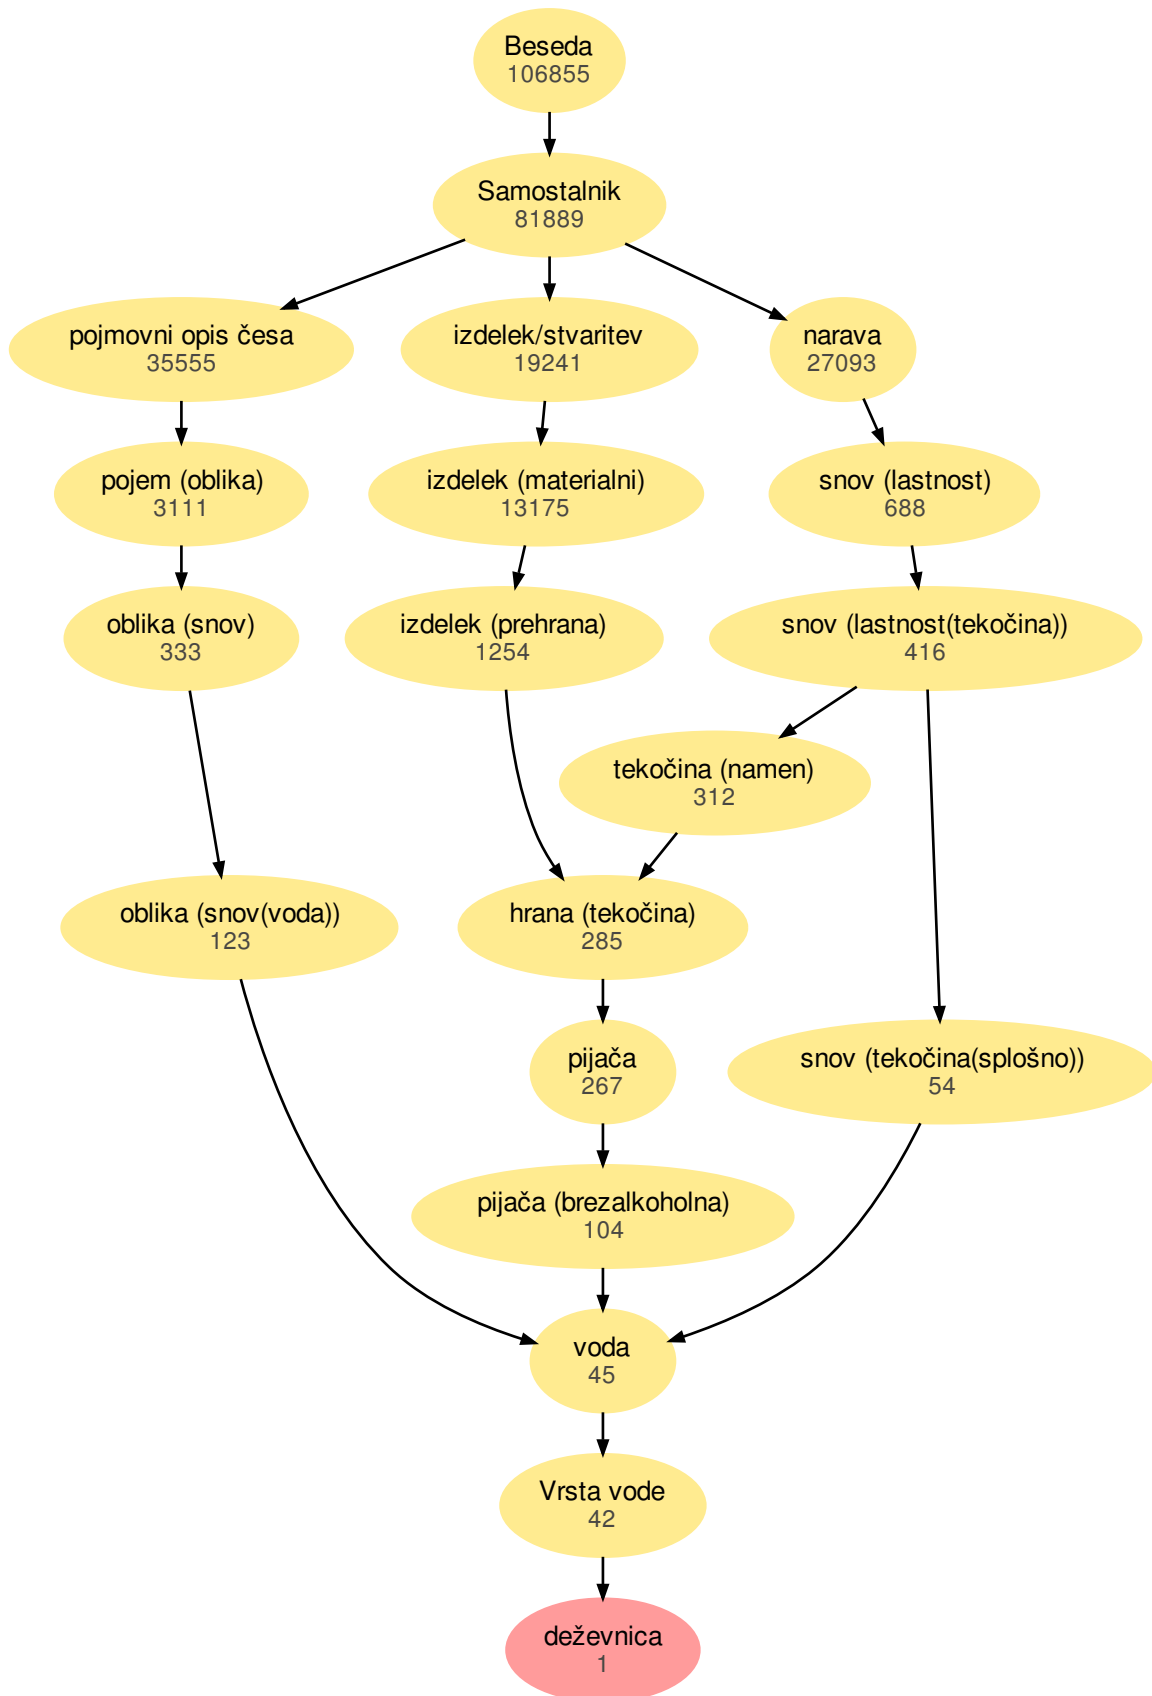 Beseda
106855
Samostalnik
81889
pojmovni opis česa
35555
izdelek/stvaritev
19241
narava
27093
pojem (oblika)
3111
izdelek (materialni)
13175
snov (lastnost)
688
oblika (snov)
333
izdelek (prehrana)
1254
snov (lastnost(tekočina))
416
tekočina (namen)
312
oblika (snov(voda))
123
hrana (tekočina)
285
pijača
267
snov (tekočina(splošno))
54
pijača (brezalkoholna)
104
voda
45
Vrsta vode
42
deževnica
1